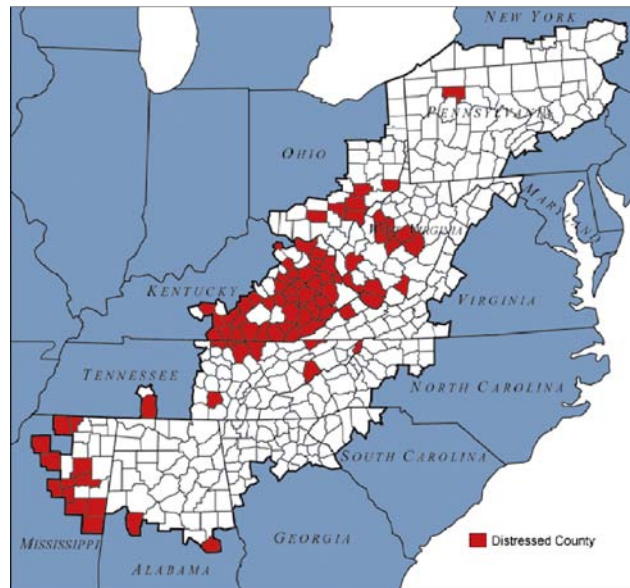 NEW YORK
PENNSYLVANIA
OHIO
MARYLAND
WEST VIRGINIA
KENTUCKY
VIRGINIA
TENNESSEE
NORTH CAROLINA
SOUTH CAROLINA
MISSISSIPPI
ALABAMA
GEORGIA
Distressed County